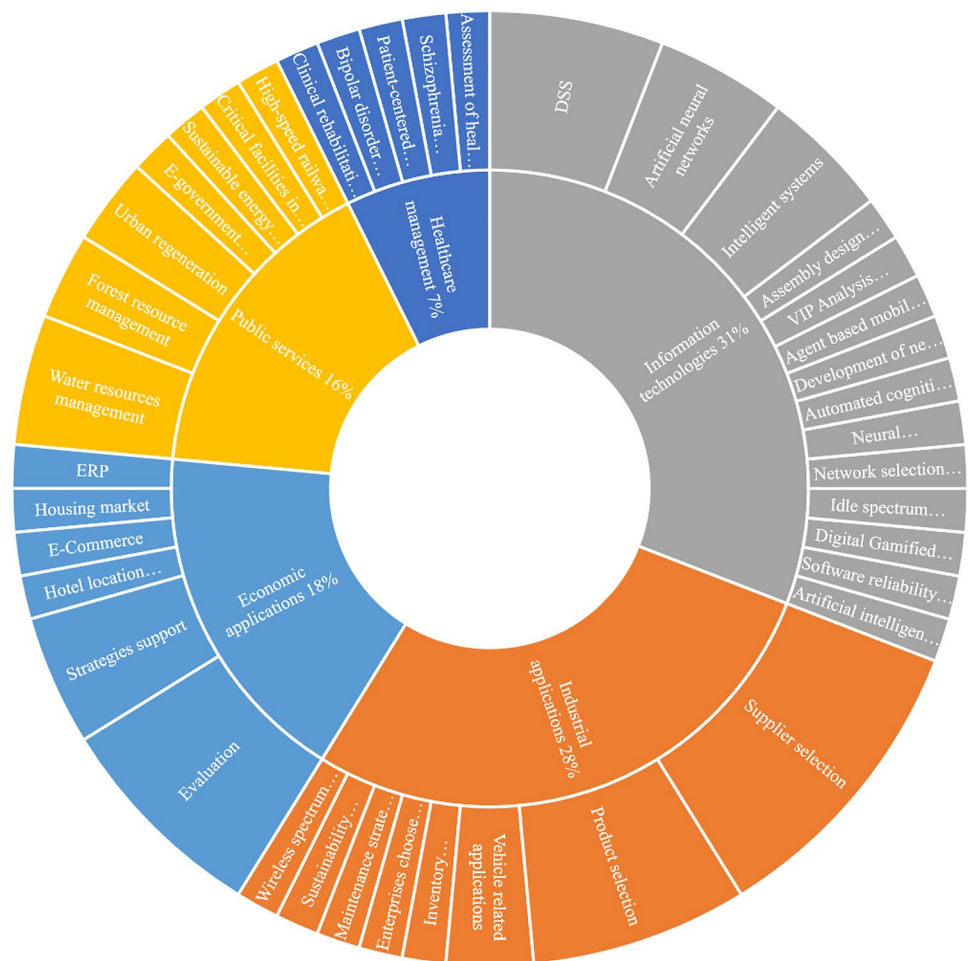 DSS
Artificial neural
networks
Intelligent systems
Assembly design…
VIP Analysis…
Agent based mobil…
Development of ne…
Automated cogniti…
Neural…
Network selection…
Idle spectrum…
Digital Gamified…
Software reliability…
Artificial intelligen…
Information
technologies 31%
Supplier selection
Product selection
Vehicle related
applications
Inventory…
Enterprises choose…
Maintenance strate…
Sustainability…
Wireless spectrum…
Industrial
applications 28%
Evaluation
Strategies support
Hotel location…
E-Commerce
Housing market
ERP
Economic
applications 18%
Water resources
management
Forest resource
management
Urban regeneration
E-government…
Sustainable energy…
Critical facilities in…
High-speed railwa…
Public services 16%
Clinical rehabilitati…
Bipolar disorder…
Patient-centered…
Schizophrenia…
Assessment of heal…
Healthcare
management 7%